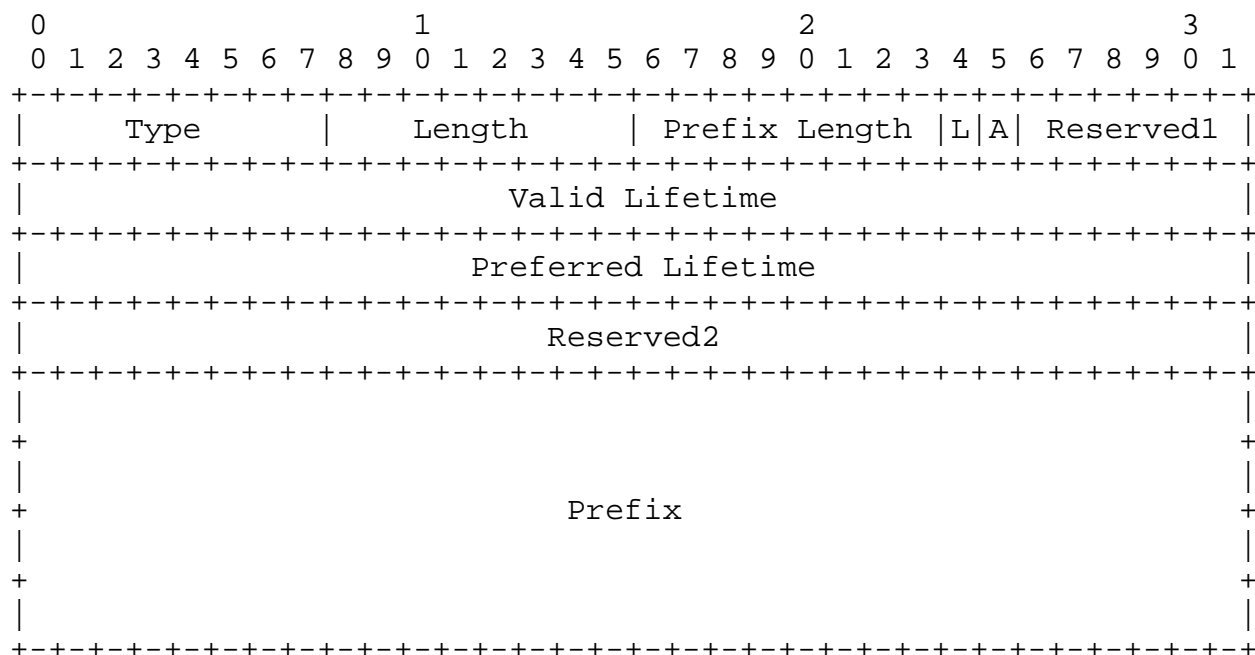 0                   1                   2                   3
 0 1 2 3 4 5 6 7 8 9 0 1 2 3 4 5 6 7 8 9 0 1 2 3 4 5 6 7 8 9 0 1
+-+-+-+-+-+-+-+-+-+-+-+-+-+-+-+-+-+-+-+-+-+-+-+-+-+-+-+-+-+-+-+-+
|     Type      |    Length     | Prefix Length |L|A| Reserved1 |
+-+-+-+-+-+-+-+-+-+-+-+-+-+-+-+-+-+-+-+-+-+-+-+-+-+-+-+-+-+-+-+-+
|                         Valid Lifetime                        |
+-+-+-+-+-+-+-+-+-+-+-+-+-+-+-+-+-+-+-+-+-+-+-+-+-+-+-+-+-+-+-+-+
|                       Preferred Lifetime                      |
+-+-+-+-+-+-+-+-+-+-+-+-+-+-+-+-+-+-+-+-+-+-+-+-+-+-+-+-+-+-+-+-+
|                           Reserved2                           |
+-+-+-+-+-+-+-+-+-+-+-+-+-+-+-+-+-+-+-+-+-+-+-+-+-+-+-+-+-+-+-+-+
|                                                               |
+                                                               +
|                                                               |
+                            Prefix                             +
|                                                               |
+                                                               +
|                                                               |
+-+-+-+-+-+-+-+-+-+-+-+-+-+-+-+-+-+-+-+-+-+-+-+-+-+-+-+-+-+-+-+-+